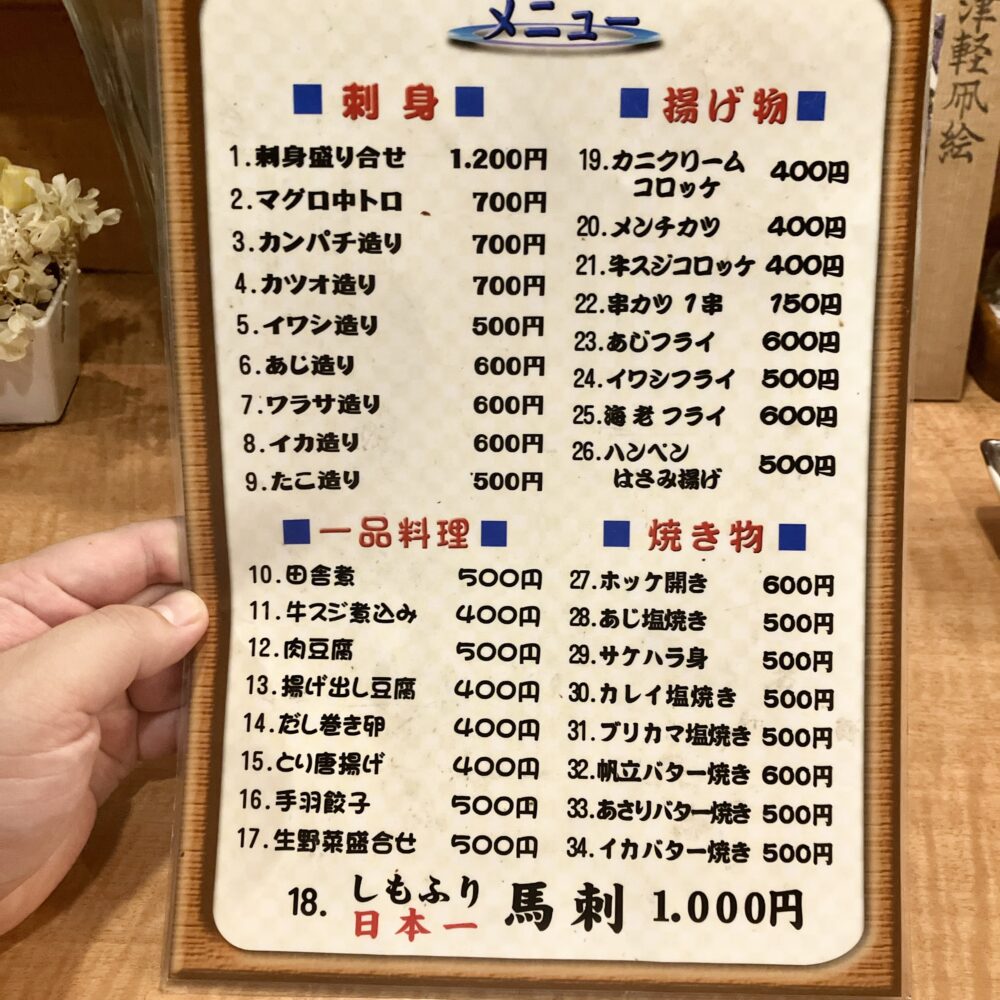 メニュー
刺身
1.刺身盛り合せ 1.200円
2.マグロ中トロ 700円
3.カンパチ造り 700円
4.カツオ造り 700円
5.イワシ造り 500円
6.あじ造り 600円
7.ワラサ造り 600円
8.イカ造り 600円
9.たこ造り 500円
一品料理
10.田舎煮 500円
11.牛スジ煮込み 400円
12.肉豆腐 500円
13.揚げ出し豆腐 400円
14.だし巻き卵 400円
15.とり唐揚げ 400円
16.手羽餃子 500円
17.生野菜盛合せ 500円
揚げ物
19.カニクリーム
コロッケ 400円
20.メンチカツ 400円
21.牛スジコロッケ 400円
22.串カツ1串 150円
23.あじフライ 600円
24.イワシフライ 500円
25.海老フライ 600円
26.ハンペン
はさみ揚げ 500円
焼き物
27.ホッケ開き 600円
28.あじ塩焼き 500円
29.サケハラ身 500円
30.カレイ塩焼き 500円
31.ブリカマ塩焼き 500円
32.帆立バター焼き 600円
33.あさりバター焼き 500円
34.イカバター焼き 500円
18.しもふり
日本一
馬刺 1.000円
津軽凧絵